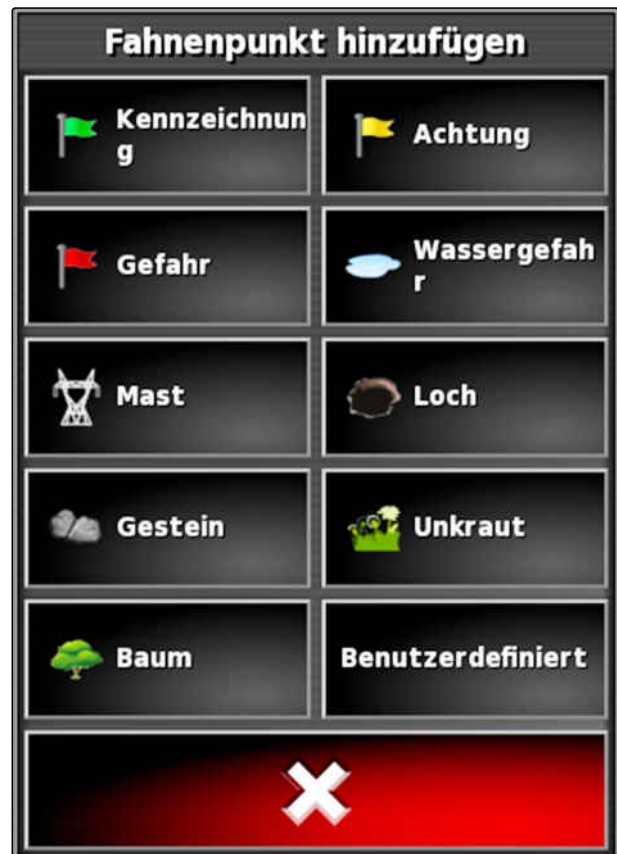 Fahnenpunkt hinzufügen
Kennzeichnun
g
Achtung
Gefahr
Wassergefah
r
Mast
Loch
Gestein
Unkraut
Baum
Benutzerdefiniert